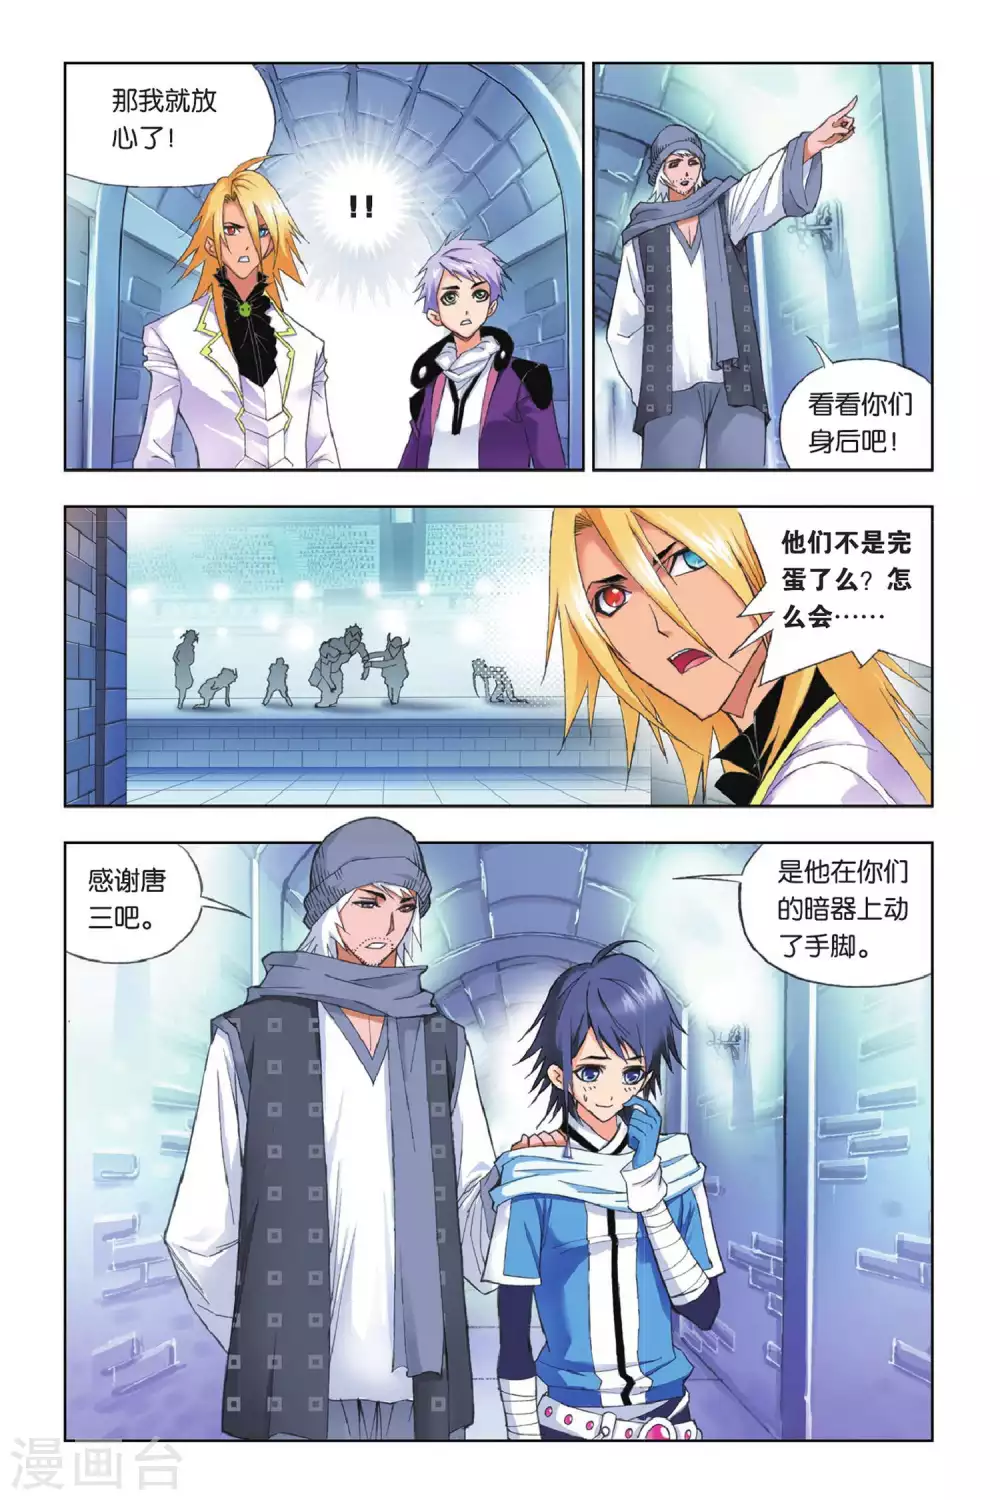 那我就放
心了！
！！
看看你们
身后吧！
他们不是完
蛋了么？怎
么会……
感谢唐
三吧。
是他在你们
的暗器上动
了手脚。
漫画台